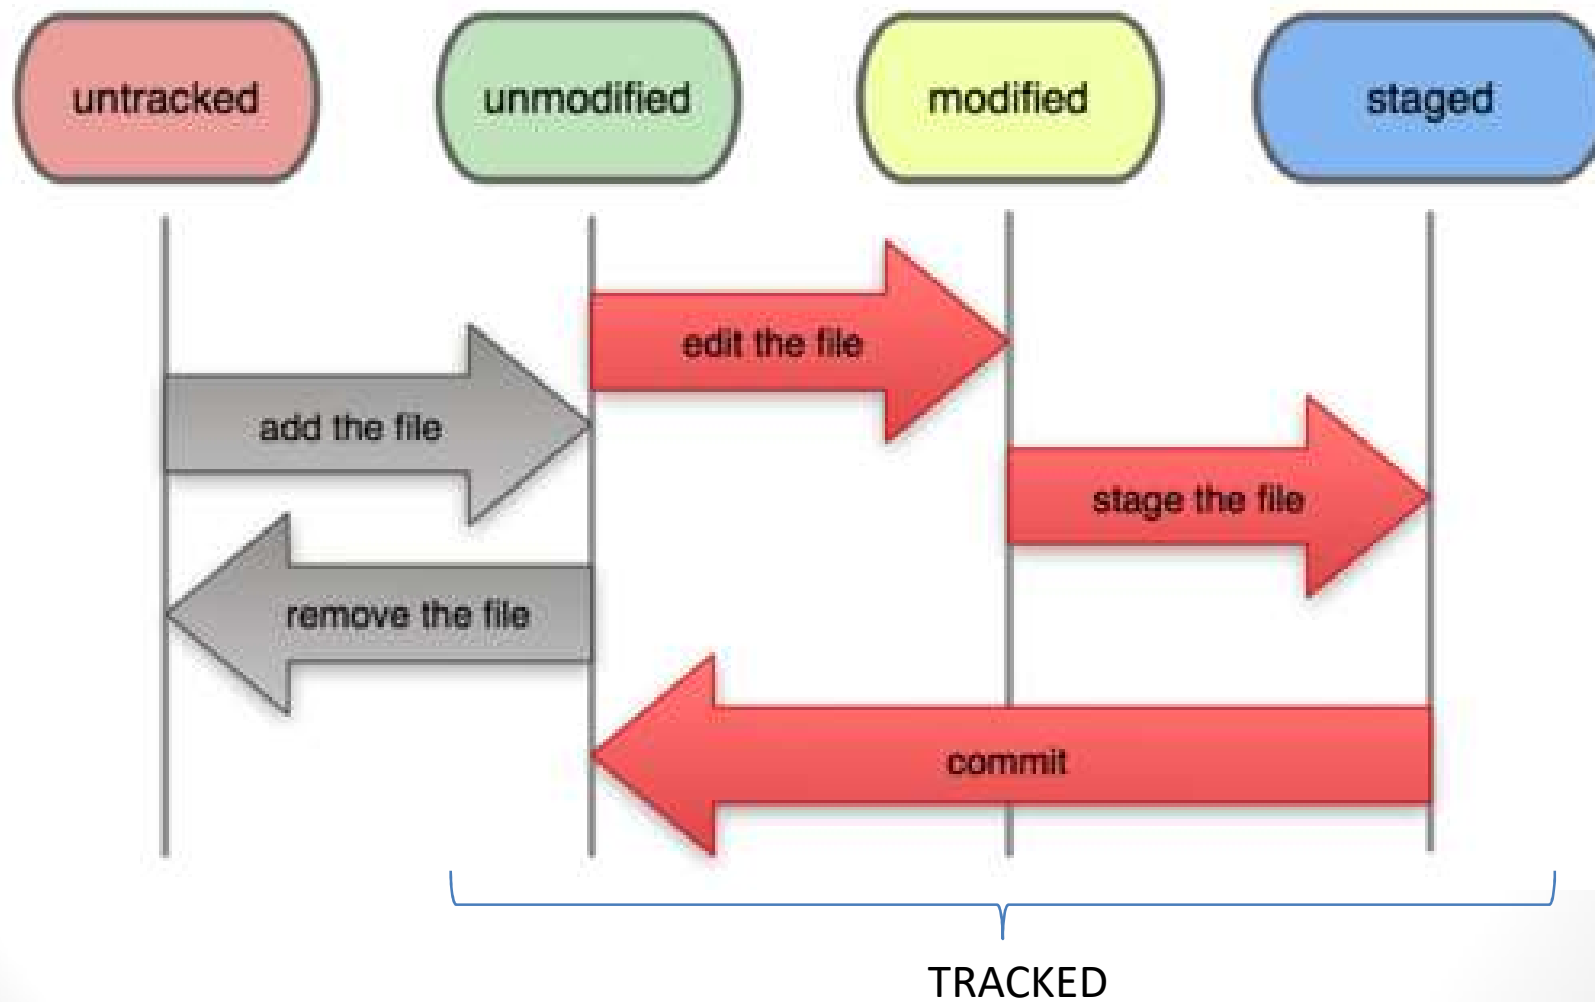 untracked
unmodified
modified
staged
edit the file
add the file
stage the file
remove the file
commit
TRACKED